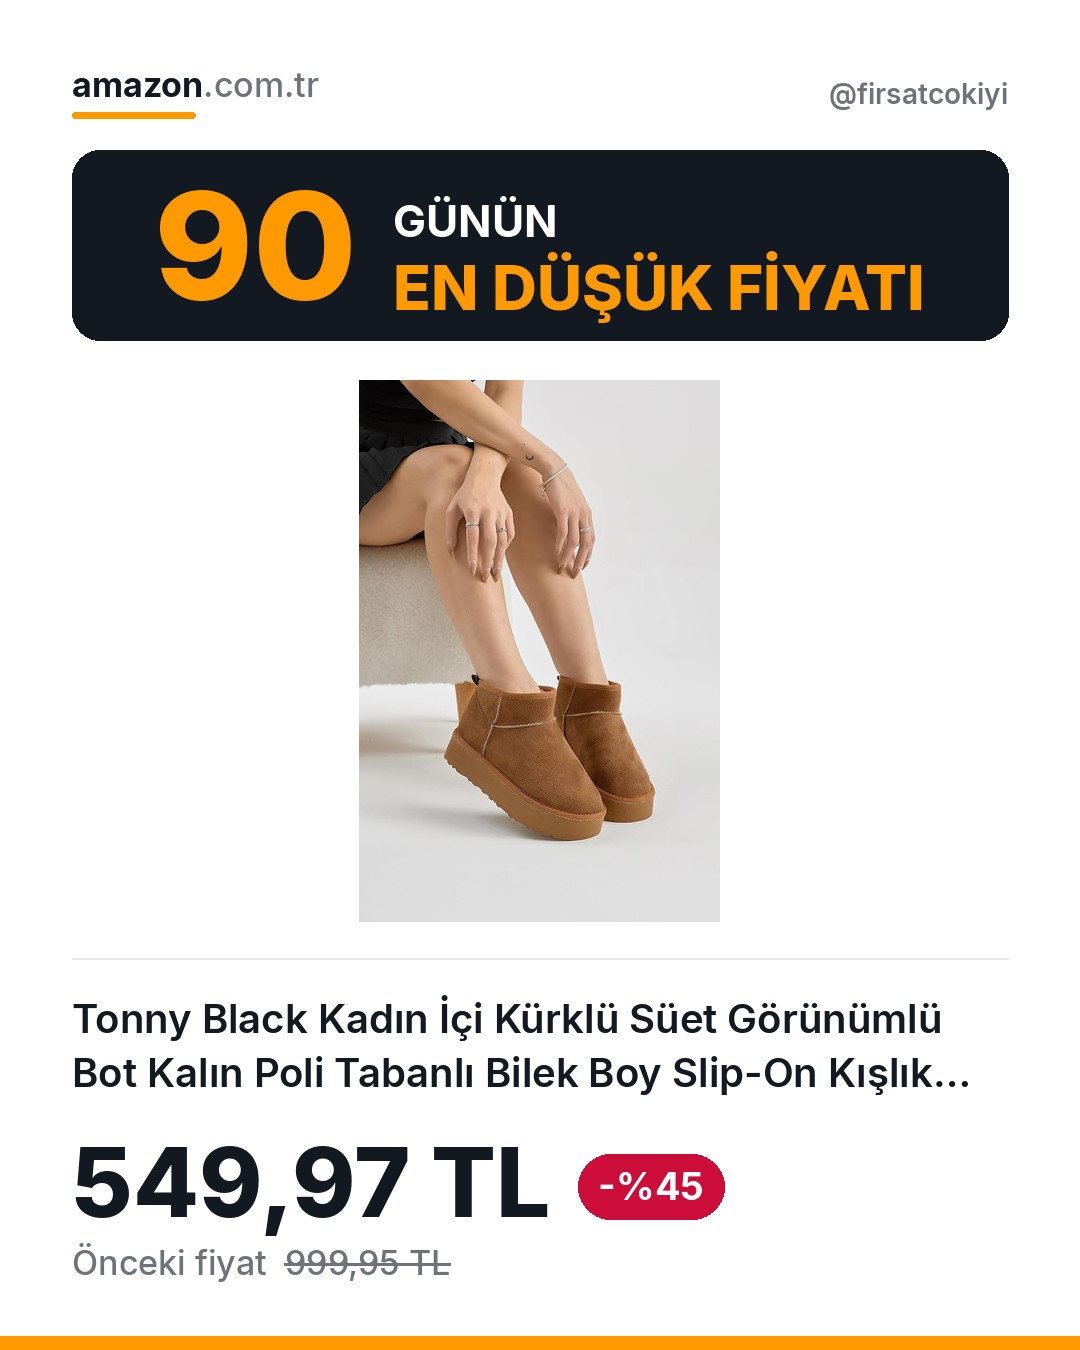 amazon.com.tr
@firsatcokiyi
90
GÜNÜN
EN DÜŞÜK FİYATI
Tonny Black Kadın İçi Kürklü Süet Görünümlü
Bot Kalın Poli Tabanlı Bilek Boy Slip-On Kışlık...
549,97 TL
-%45
Önceki fiyat 999,95 TL